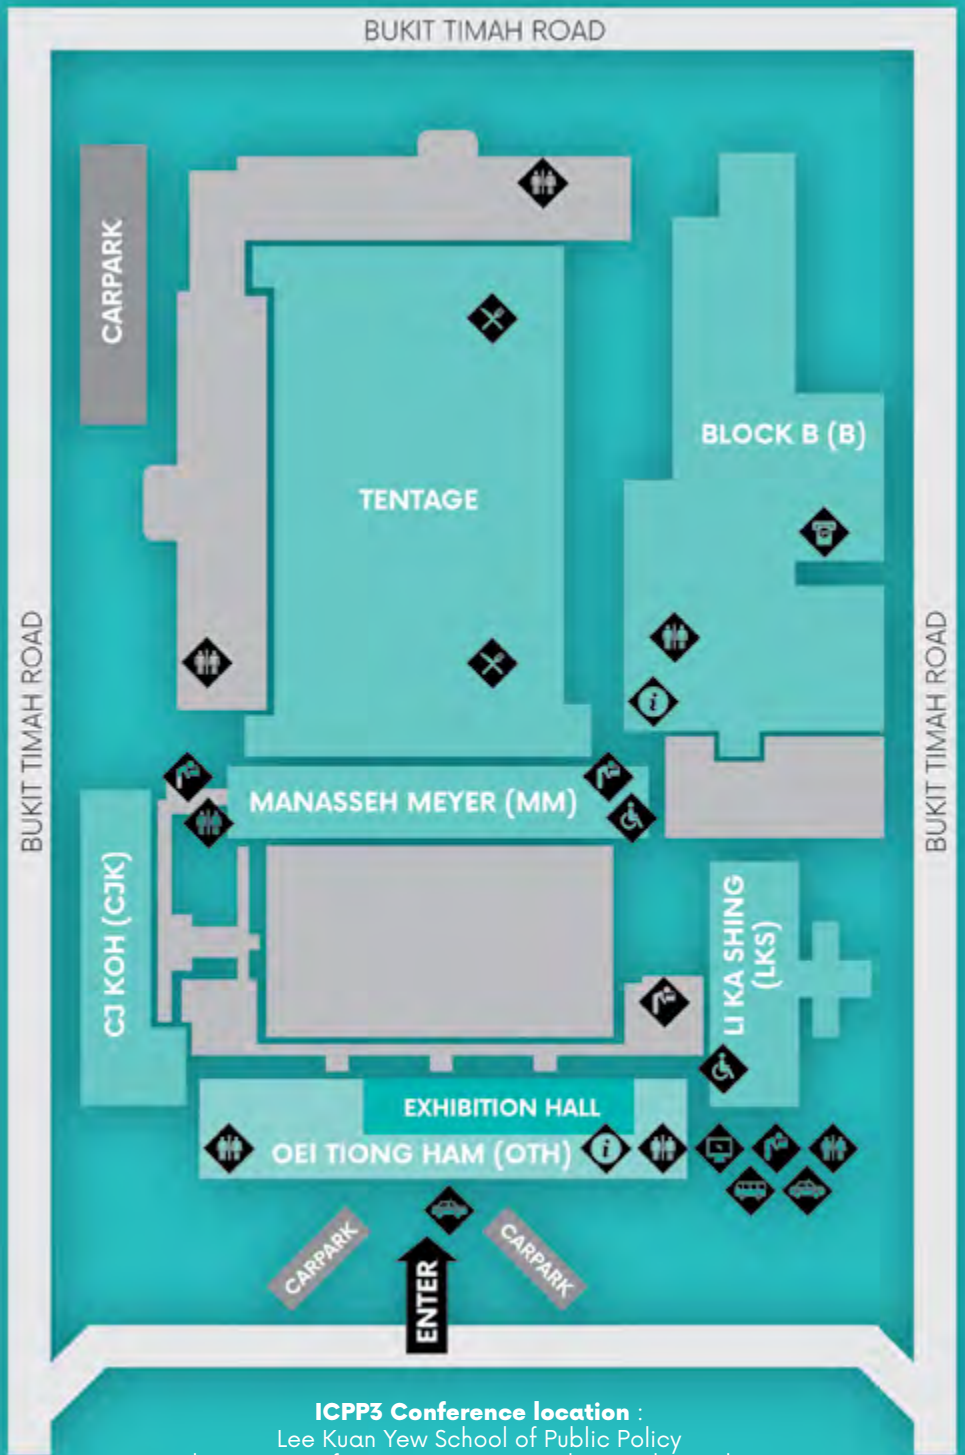 BUKIT TIMAH ROAD
CARPARK
BLOCK B (B)
TENTAGE
BUKIT TIMAH ROAD
BUKIT TIMAH ROAD
MANASSEH MEYER (MM)
CJ KOH (CJK)
LI KA SHING
(LKS)
EXHIBITION HALL
OEI TIONG HAM (OTH)
CARPARK
CARPARK
ENTER
ICPP3 Conference location :
Lee Kuan Yew School of Public Policy